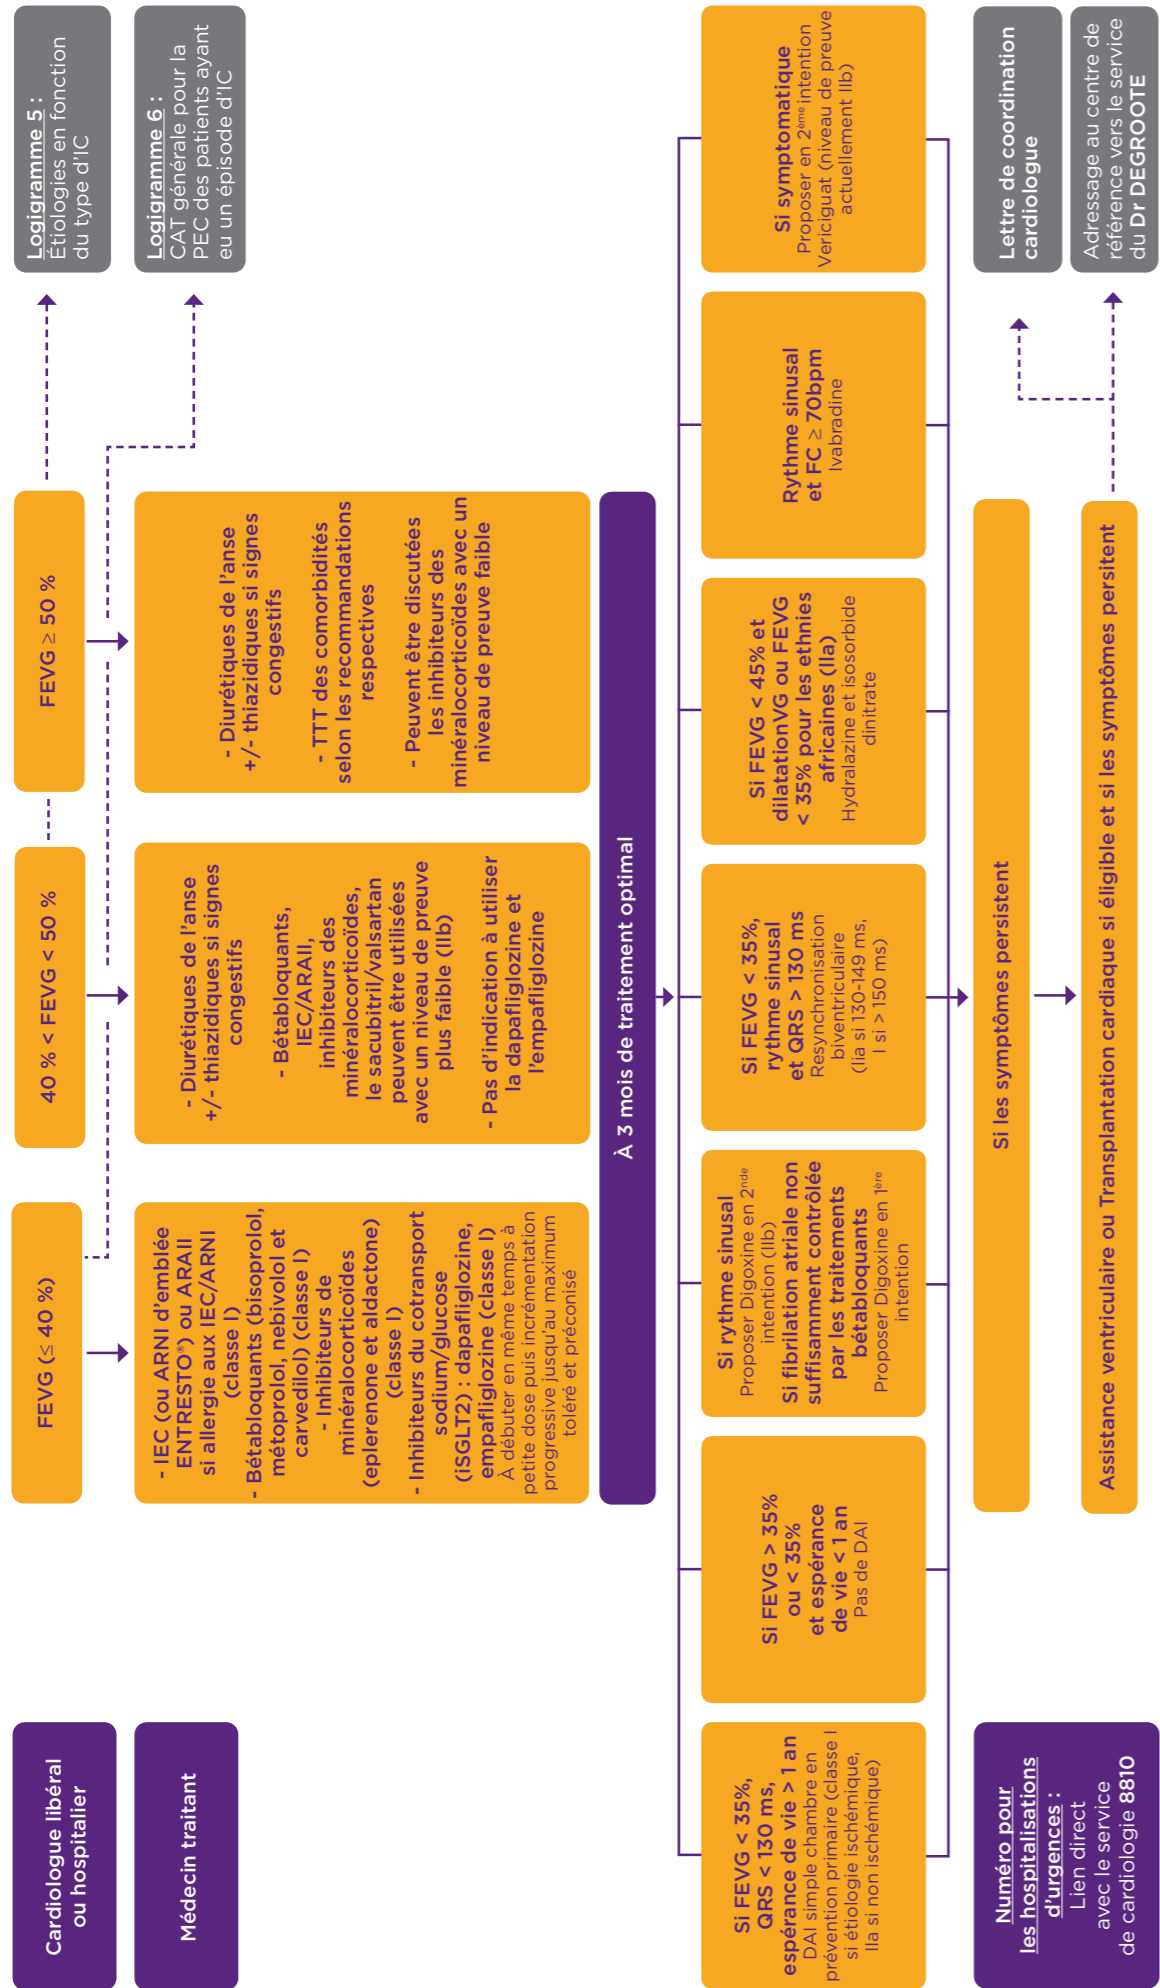 Cardiologue libéral
ou hospitalier
Médecin traitant
FEVG (≤ 40 %)
40 % < FEVG < 50 %
FEVG ≥ 50 %
Logigramme 5 :
Étiologies en fonction
du type d'IC
Logigramme 6 :
CAT générale pour la
PEC des patients ayant
eu un épisode d'IC
- IEC (ou ARNI d'emblée
ENTRESTO®) ou ARAII
si allergie aux IEC/ARNI
(classe I)
- Bétabloquants (bisoprolol,
métoprolol, nebivolol et
carvedilol) (classe I)
- Inhibiteurs de
minéralocorticoïdes
(eplerenone et aldactone)
(classe I)
- Inhibiteurs du cotransport
sodium/glucose
(iSGLT2) : dapafliglozine,
empafliglozine (classe I)
À débuter en même temps à
petite dose puis incrémentation
progressive jusqu'au maximum
toléré et préconisé
- Diurétiques de l'anse
+/- thiazidiques si signes
congestifs
- Bétabloquants,
IEC/ARAII,
inhibiteurs des
minéralocorticoïdes,
le sacubitril/valsartan
peuvent être utilisées
avec un niveau de preuve
plus faible (IIb)
- Pas d'indication à utiliser
la dapafliglozine et
l'empafliglozine
- Diurétiques de l'anse
+/- thiazidiques si signes
congestifs
- TTT des comorbidités
selon les recommandations
respectives
- Peuvent être discutées
les inhibiteurs des
minéralocorticoïdes avec un
niveau de preuve faible
À 3 mois de traitement optimal
Si FEVG < 35%,
QRS < 130 ms,
espérance de vie > 1 an
DAI simple chambre en
prévention primaire (classe I
si étiologie ischémique,
IIa si non ischémique)
Si FEVG > 35%
ou < 35%
et espérance
de vie < 1 an
Pas de DAI
Si rythme sinusal
Proposer Digoxine en 2nde
intention (IIb)
Si fibrilation atriale non
suffisamment contrôlée
par les traitements
bétabloquants
Proposer Digoxine en 1ère
intention
Si FEVG < 35%,
rythme sinusal
et QRS > 130 ms
Resynchronisation
biventriculaire
(IIa si 130-149 ms,
I si > 150 ms)
Si FEVG < 45% et
dilatationVG ou FEVG
< 35% pour les ethnies
africaines (IIa)
Hydralazine et isosorbide
dinitrate
Rythme sinusal
et FC ≥ 70bpm
Ivabradine
Si symptomatique
Proposer en 2ème intention
Vericiguat (niveau de preuve
actuellement IIb)
Numéro pour
les hospitalisations
d'urgences :
Lien direct
avec le service
de cardiologie 8810
Si les symptômes persistent
Assistance ventriculaire ou Transplantation cardiaque si éligible et si les symptômes persitent
Lettre de coordination
cardiologue
Adressage au centre de
référence vers le service
du Dr DEGROOTE